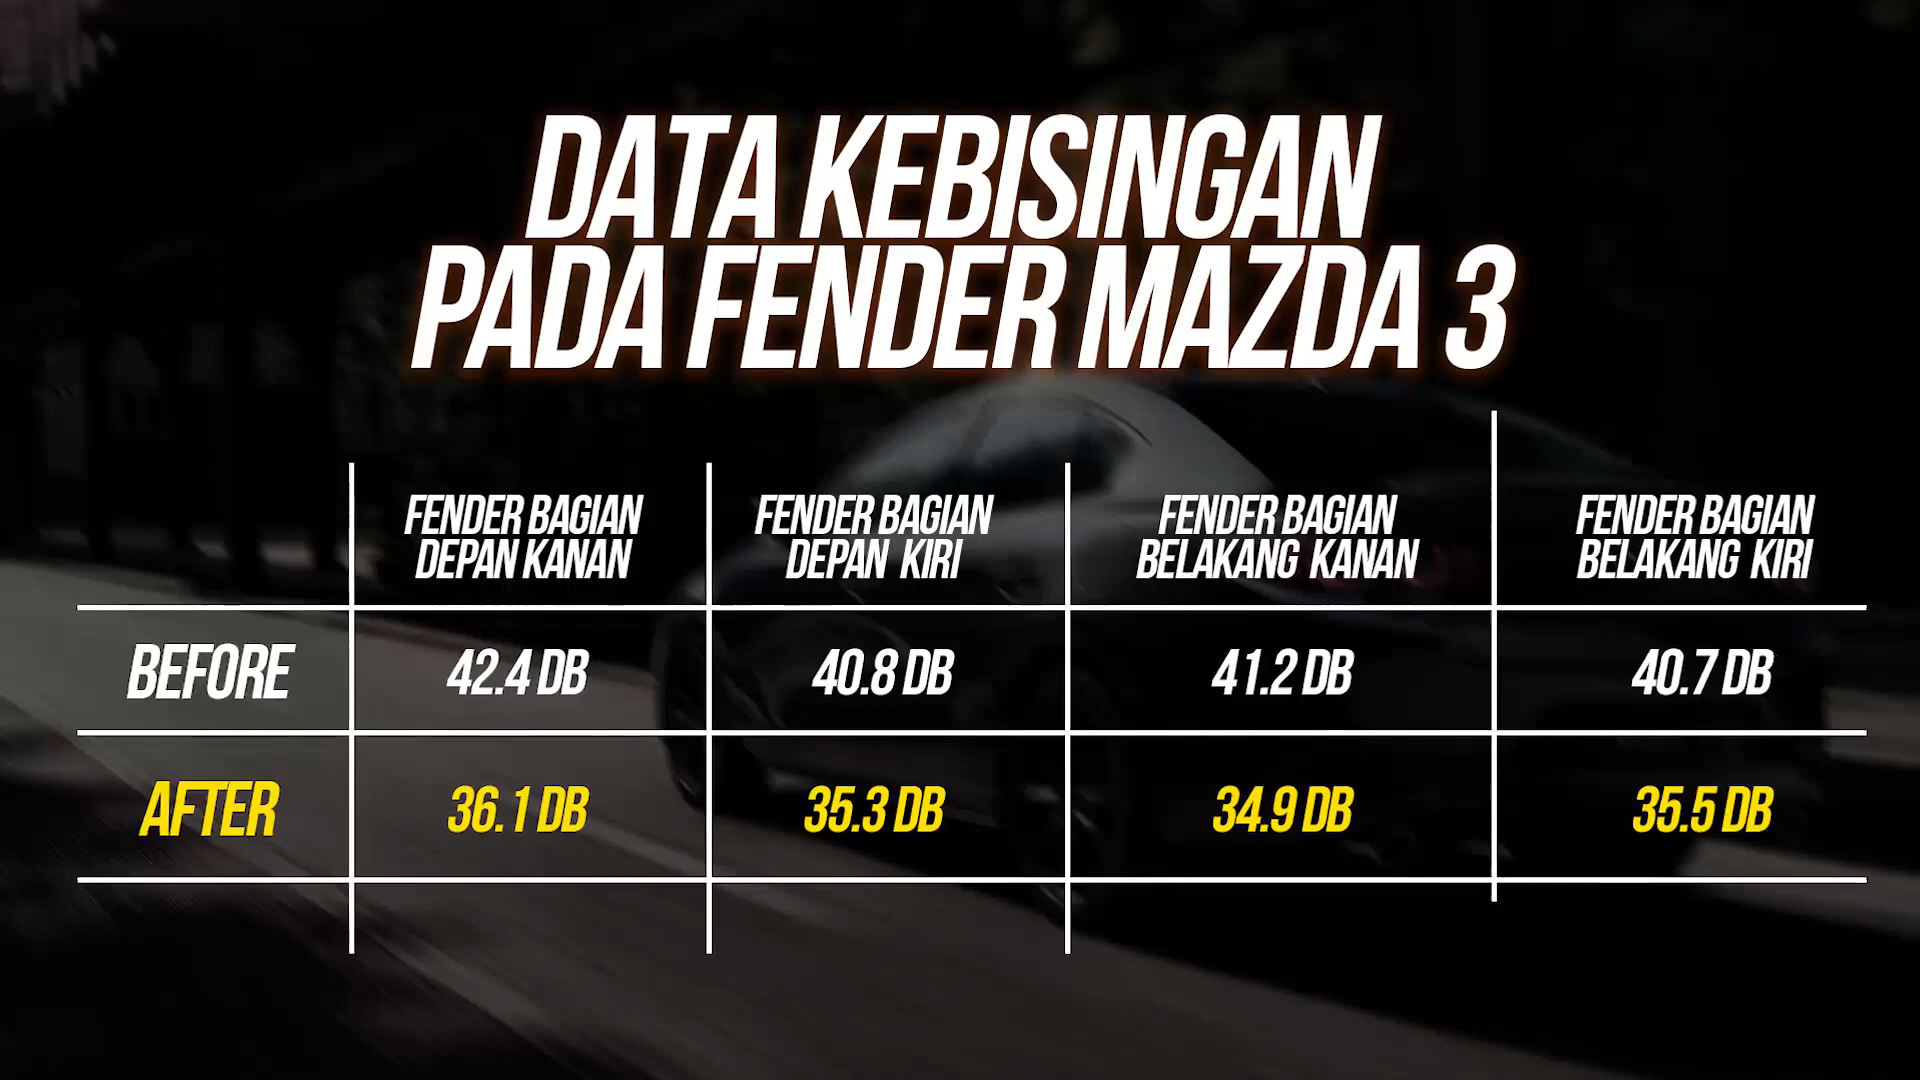 DATA KEBISINGAN
PADA FENDER MAZDA 3
FENDER BAGIAN
DEPAN KANAN
FENDER BAGIAN
DEPAN KIRI
FENDER BAGIAN
BELAKANG KANAN
FENDER BAGIAN
BELAKANG KIRI
BEFORE 42.4 DB 40.8 DB 41.2 DB 40.7 DB
AFTER 36.1 DB 35.3 DB 34.9 DB 35.5 DB